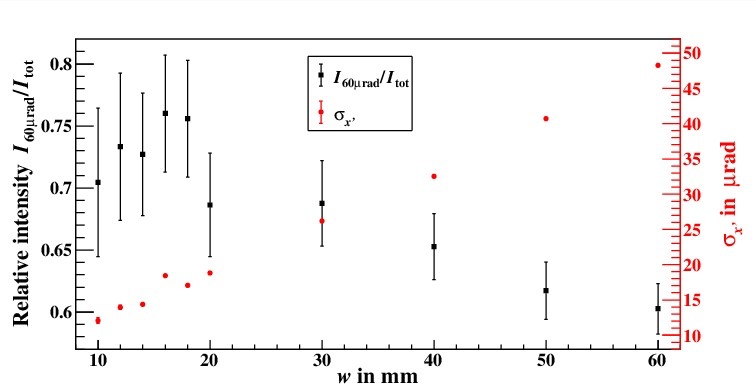 Relative intensity I60μrad/Itot
0.8
0.75
0.7
0.65
0.6
I60μrad/Itot
σx'
50
45
40
35
30
25
20
15
10
σx' in μrad
10 20 30 40 50 60
w in mm